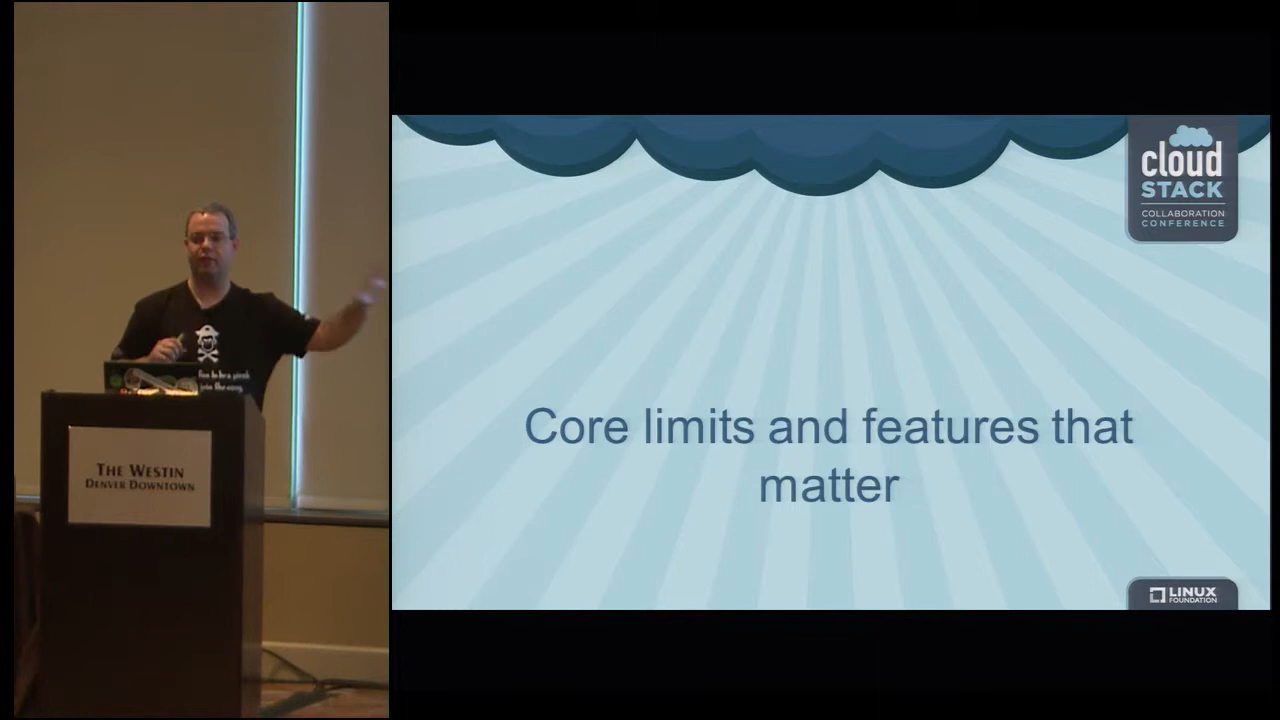 cloud
STACK
COLLABORATION
CONFERENCE
Core limits and features that
matter
LINUX
FOUNDATION
THE WESTIN
DENVER DOWNTOWN